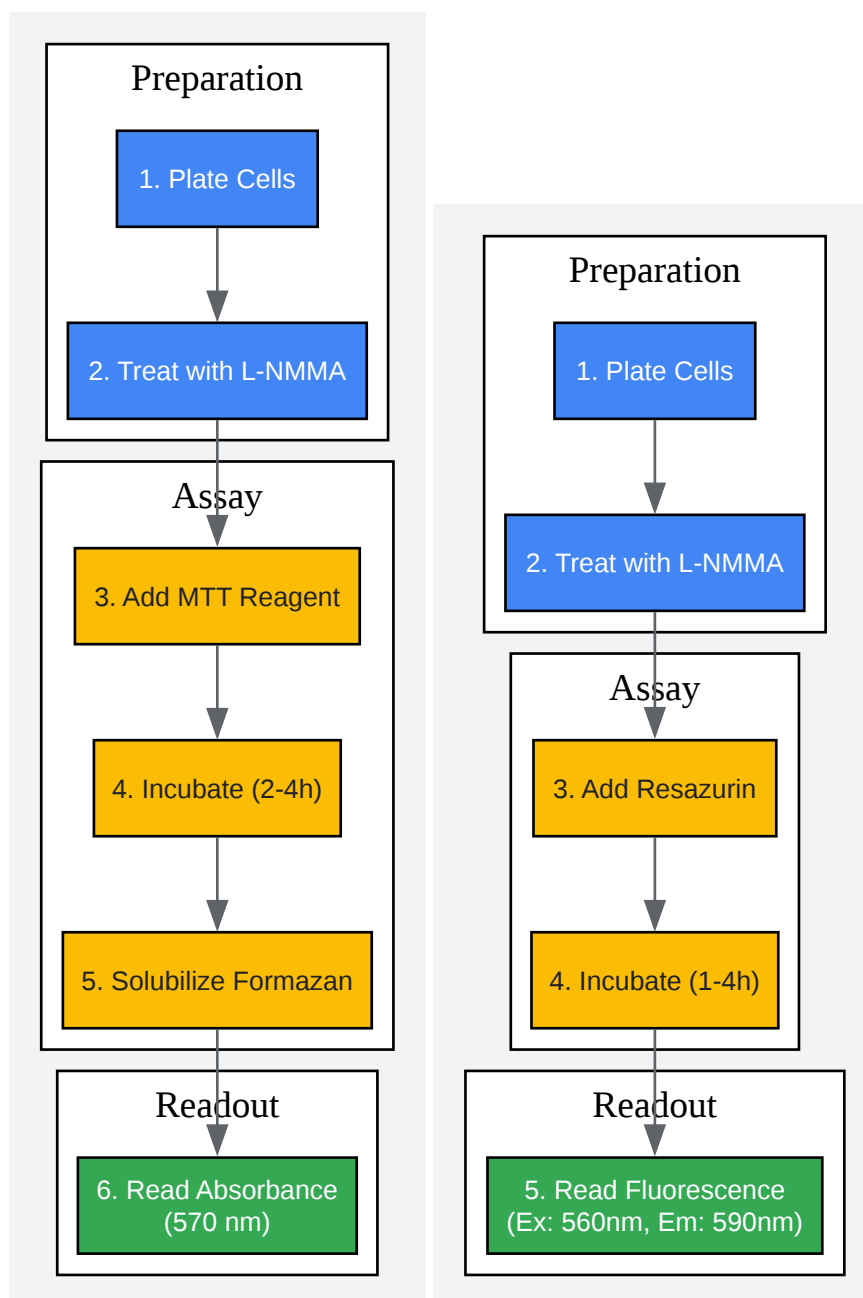 Preparation
1. Plate Cells
2. Treat with L-NMMA
Assay
3. Add MTT Reagent
4. Incubate (2-4h)
5. Solubilize Formazan
Readout
6. Read Absorbance
(570 nm)
Preparation
1. Plate Cells
2. Treat with L-NMMA
Assay
3. Add Resazurin
4. Incubate (1-4h)
Readout
5. Read Fluorescence
(Ex: 560nm, Em: 590nm)